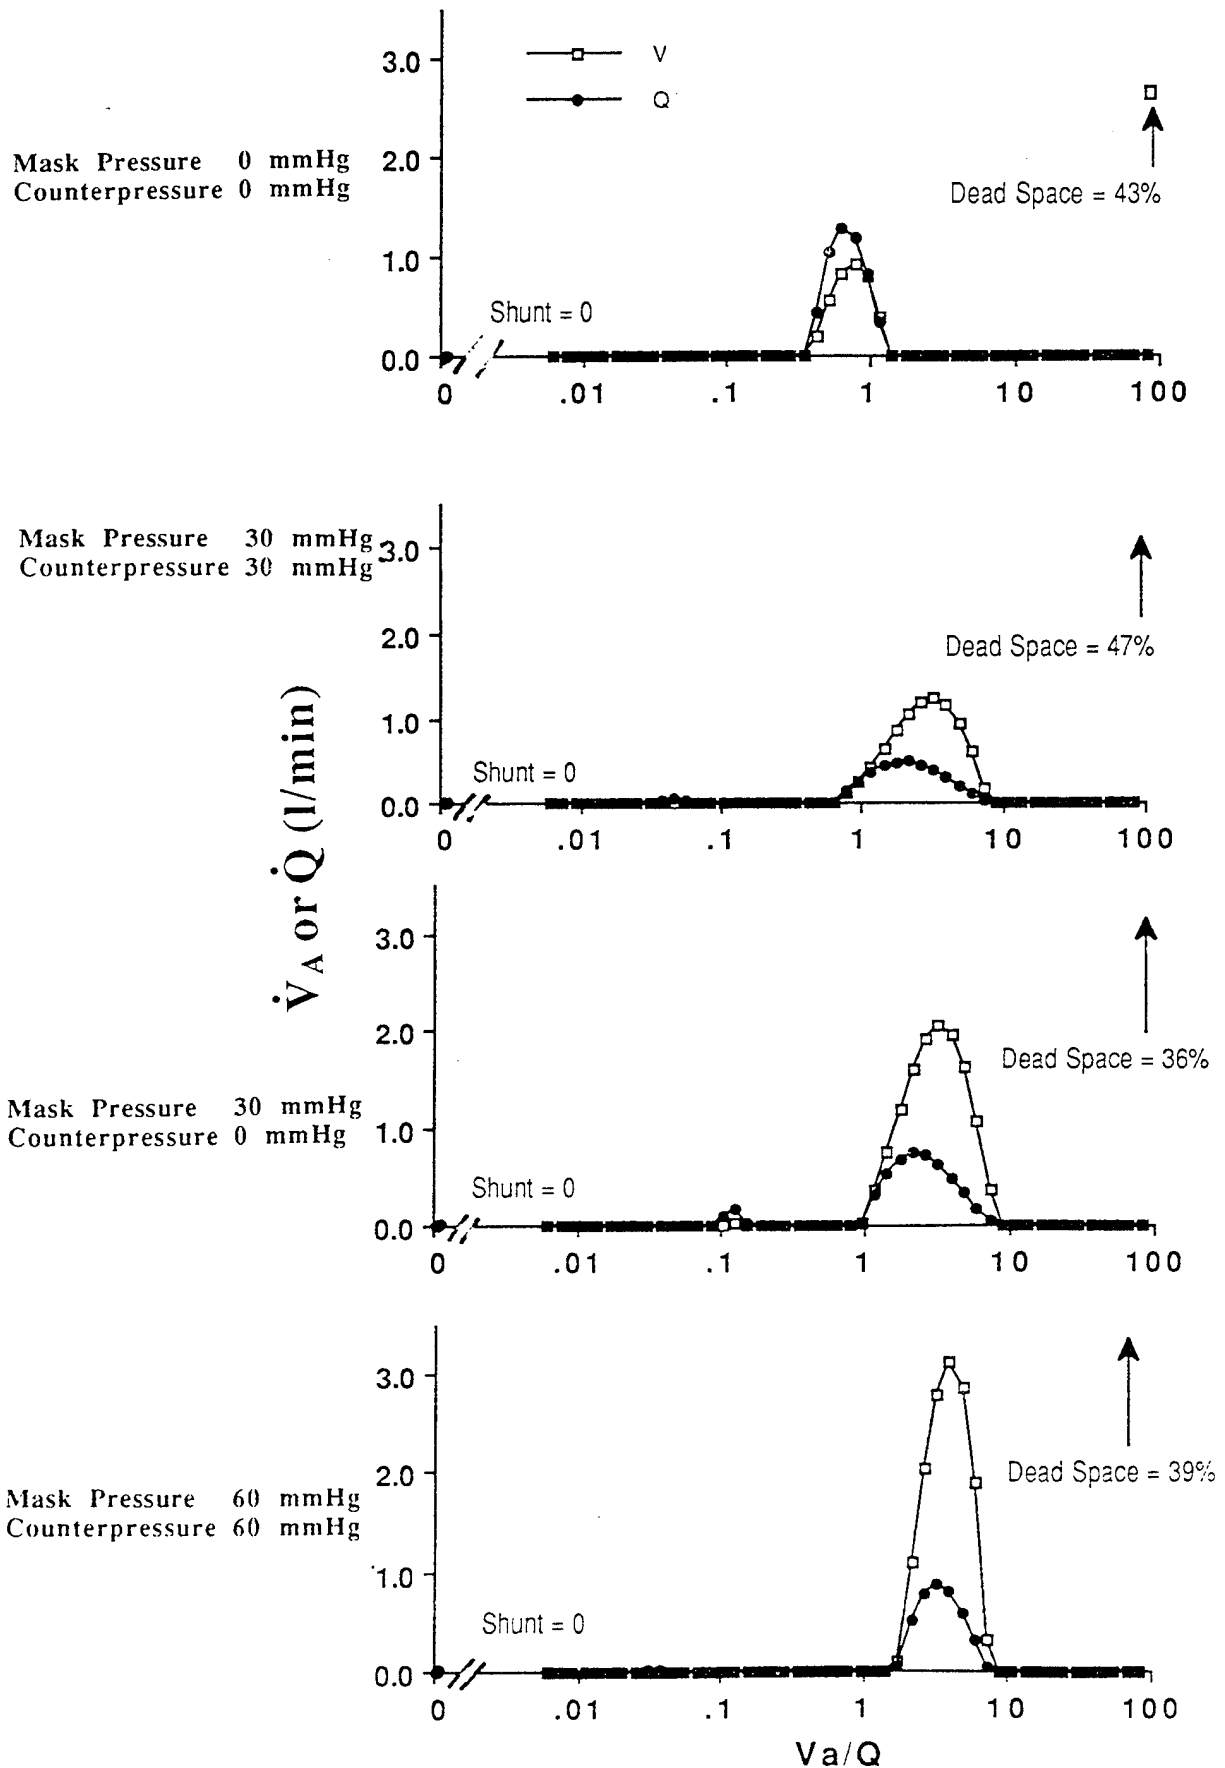 3.0
V
Q
Mask Pressure 0 mmHg
Counterpressure 0 mmHg
2.0
Dead Space = 43%
1.0
Shunt = 0
0.0
0 .01 .1 1 10 100
Mask Pressure 30 mmHg
Counterpressure 30 mmHg
3.0
2.0
Dead Space = 47%
1.0
Shunt = 0
0.0
0 .01 .1 1 10 100
V̇A or Q̇ (l/min)
3.0
2.0
Dead Space = 36%
Mask Pressure 30 mmHg
Counterpressure 0 mmHg
1.0
Shunt = 0
0.0
0 .01 .1 1 10 100
3.0
2.0
Dead Space = 39%
Mask Pressure 60 mmHg
Counterpressure 60 mmHg
1.0
Shunt = 0
0.0
0 .01 .1 1 10 100
Va/Q